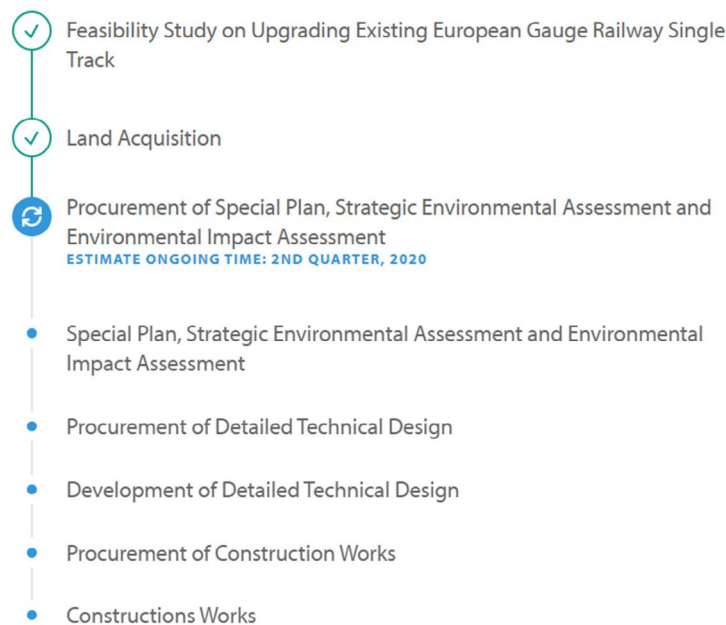 Feasibility Study on Upgrading Existing European Gauge Railway Single
Track
Land Acquisition
Procurement of Special Plan, Strategic Environmental Assessment and
Environmental Impact Assessment
ESTIMATE ONGOING TIME: 2ND QUARTER, 2020
Special Plan, Strategic Environmental Assessment and Environmental
Impact Assessment
Procurement of Detailed Technical Design
Development of Detailed Technical Design
Procurement of Construction Works
Constructions Works